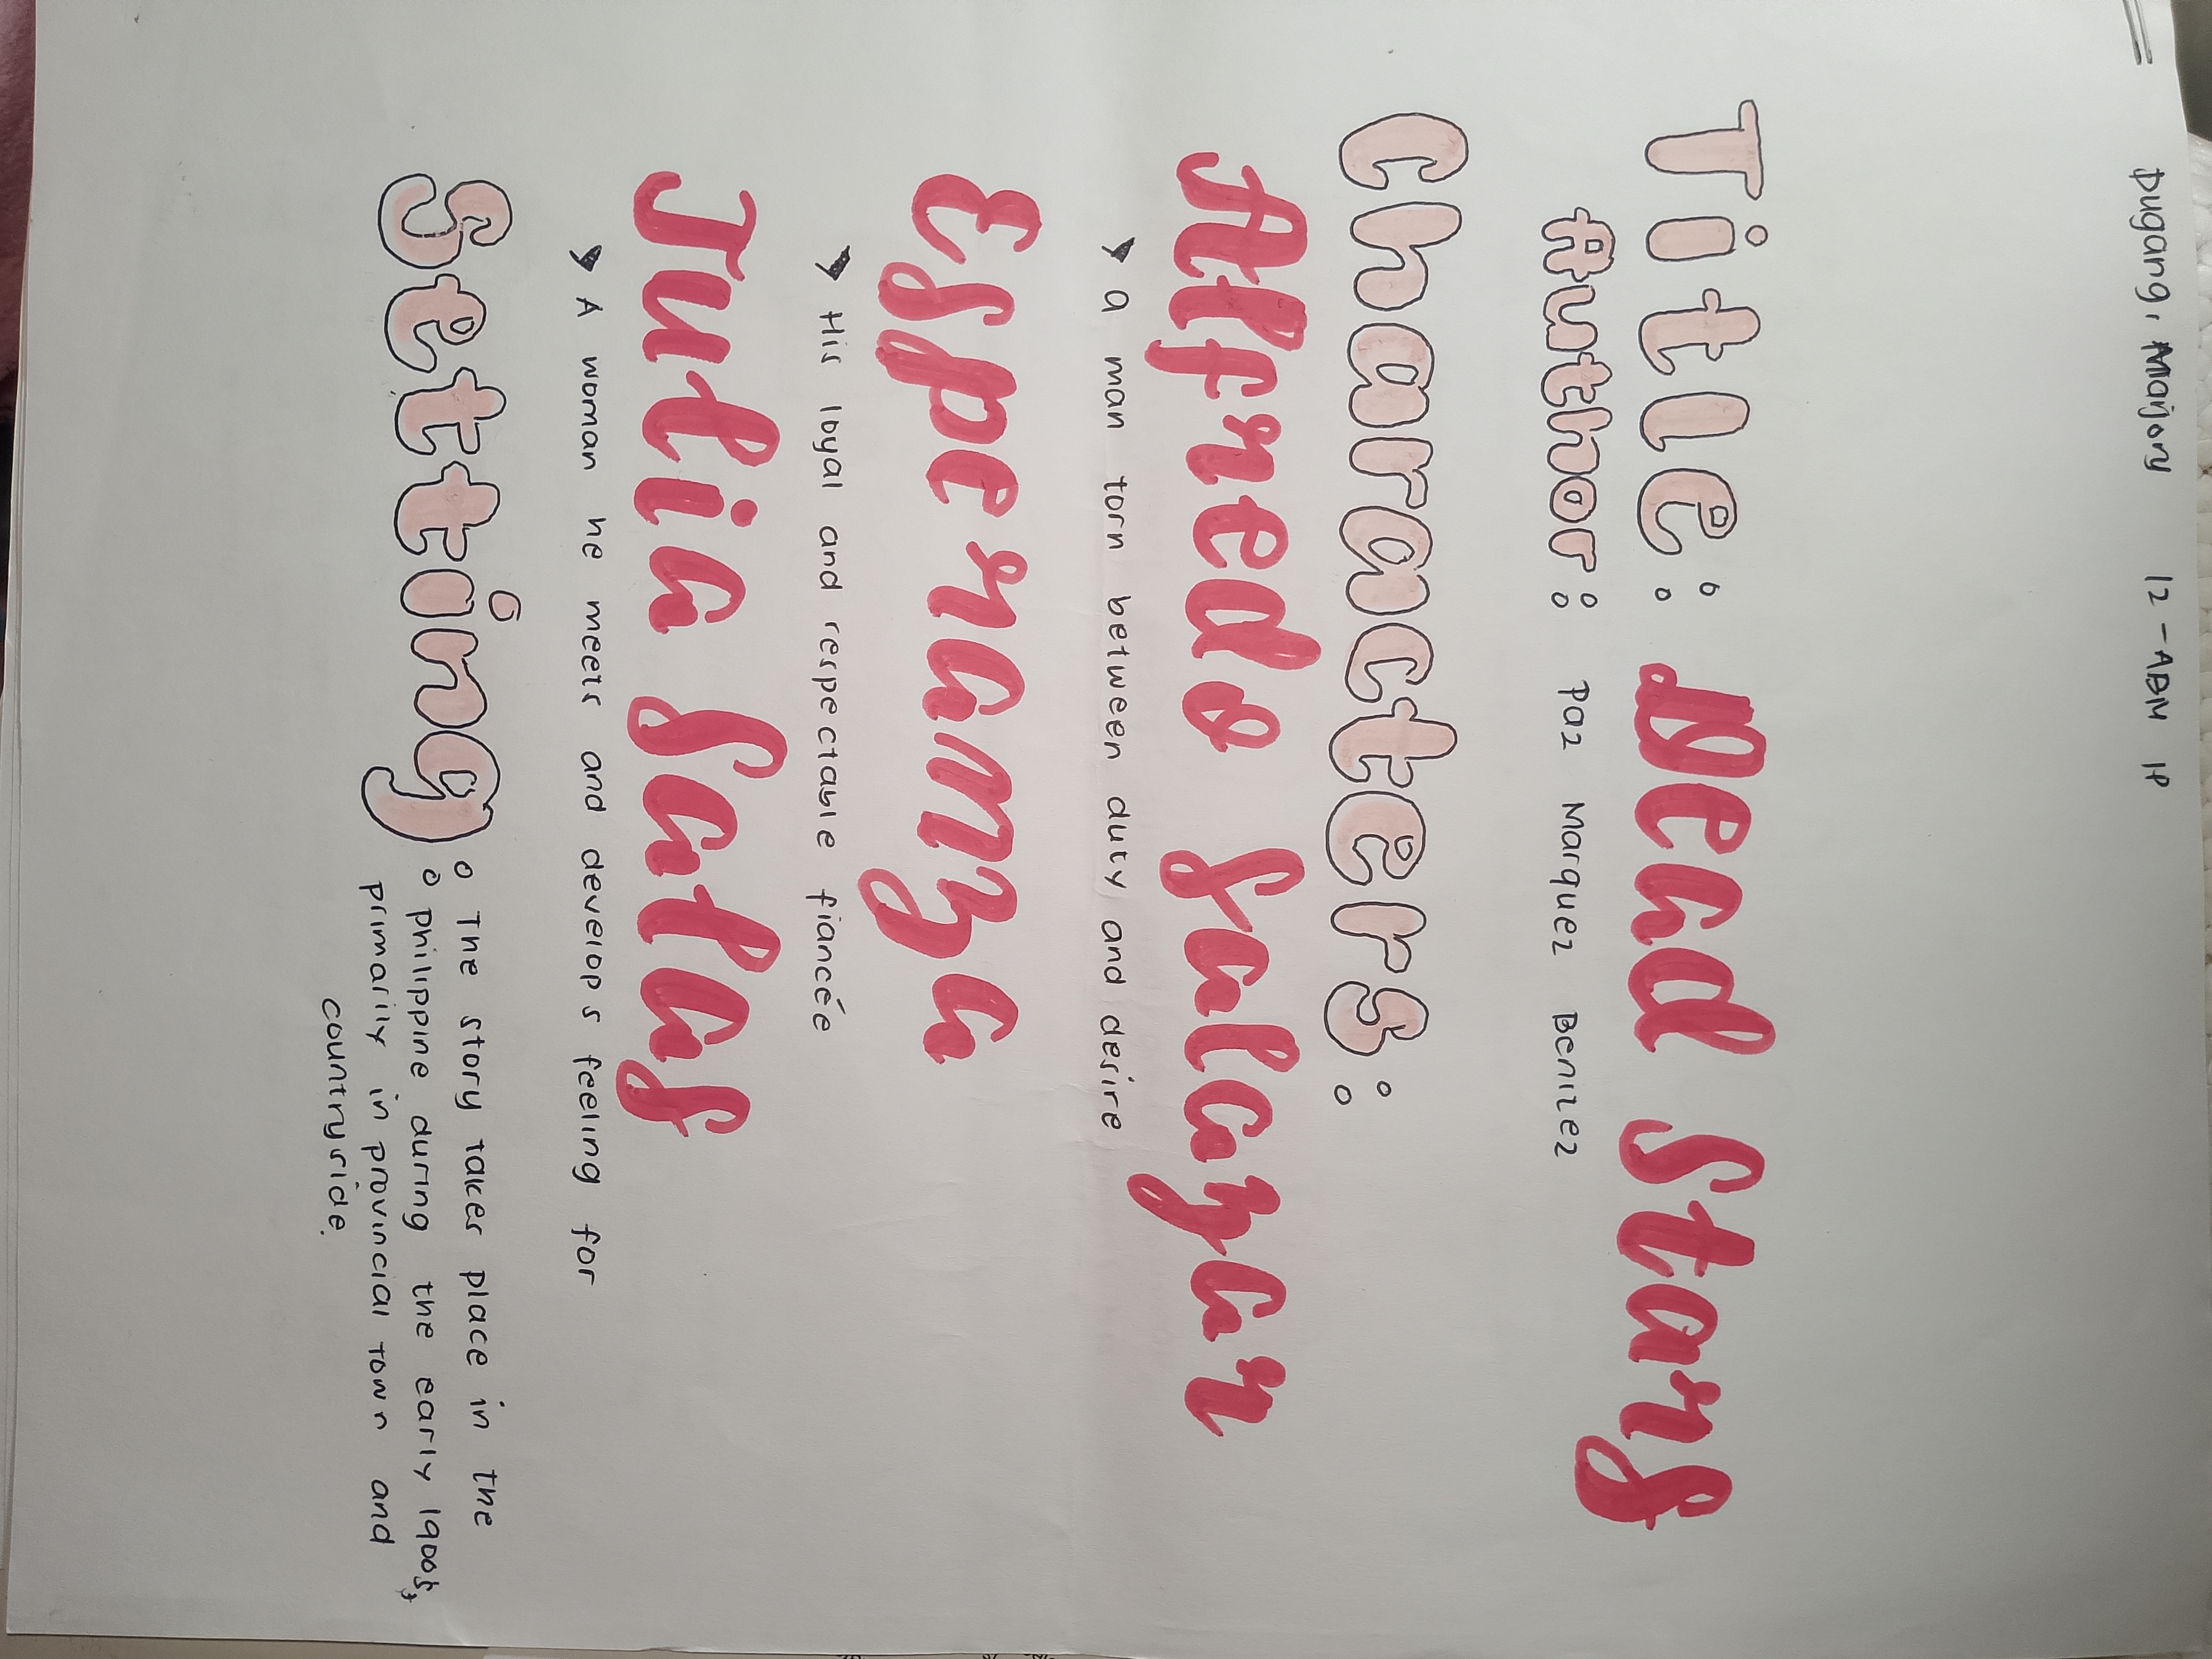 Dugang, Marjory 12-ABM 1P
Title: Dead Stars
Author: Paz Marquez Benitez
Characters:
Alfredo Salazar
a man torn between duty and desire
Esperanza
His loyal and respectable fiancée
Julia Salas
A woman he meets and develops feeling for
Setting: The story takes place in the
philippine during the early 1900s,
primarily in provincial town and
countryside.